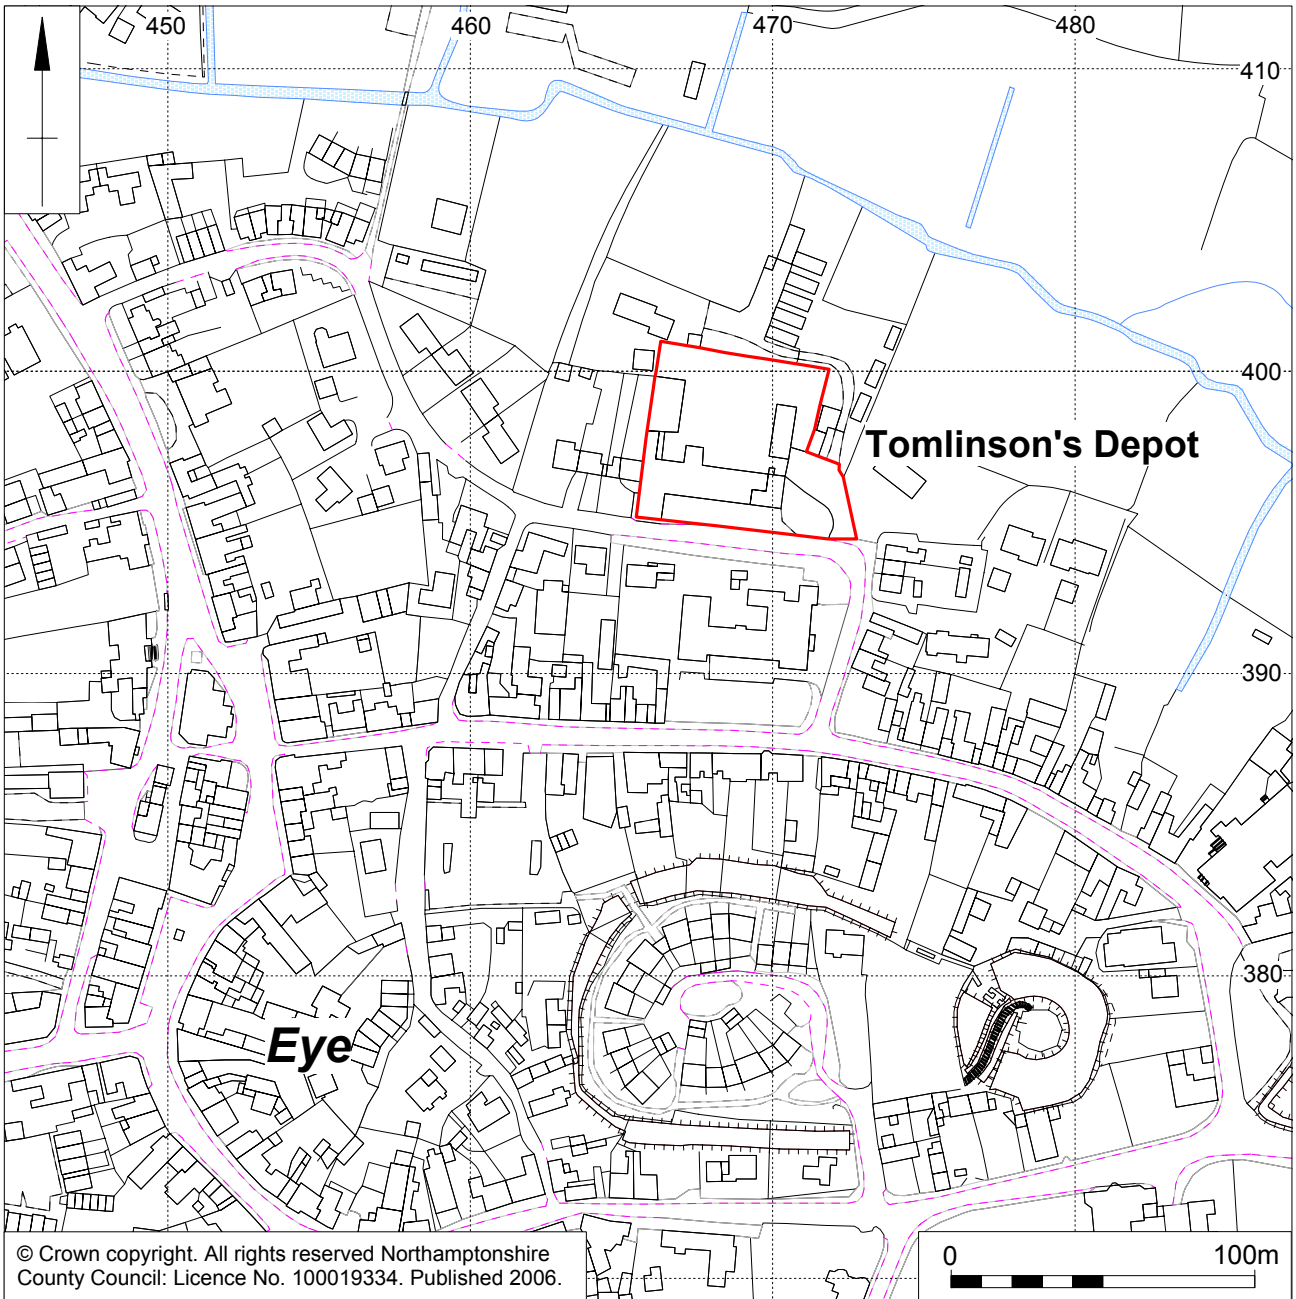 450
460
470
480
410
400
Tomlinson's Depot
390
380
Eye
© Crown copyright. All rights reserved Northamptonshire
County Council: Licence No. 100019334. Published 2006.
0 100m